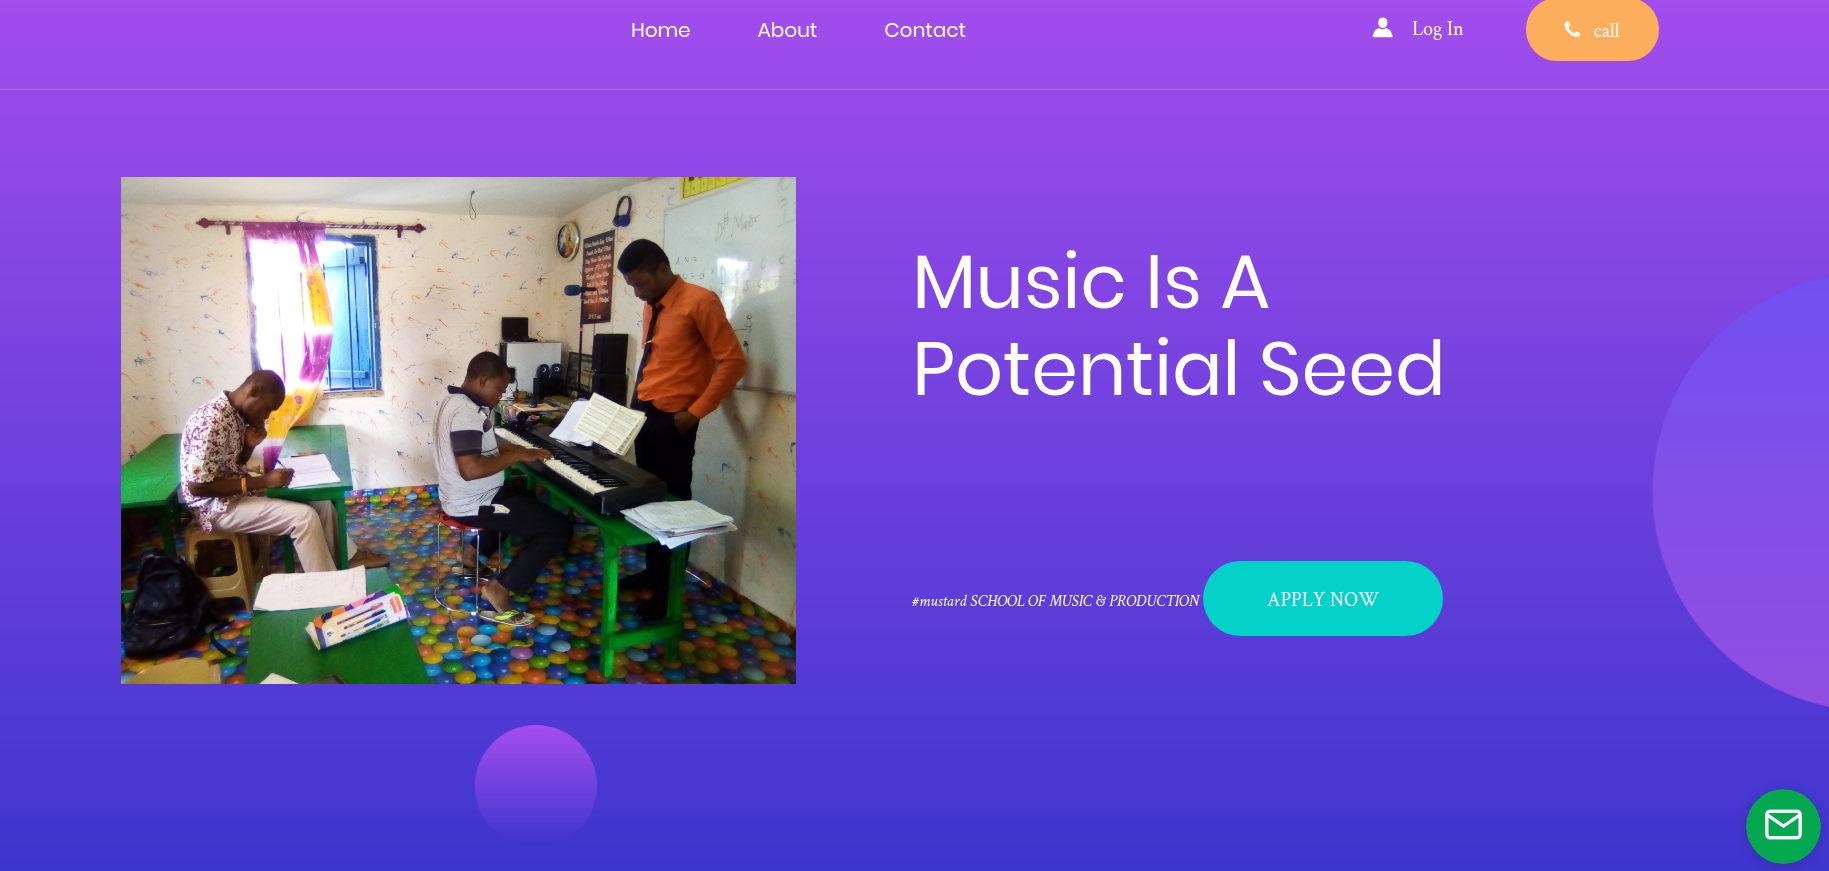 Home
About
Contact
Log In
call
Music Is A
Potential Seed
#mustard SCHOOL OF MUSIC & PRODUCTION
APPLY NOW